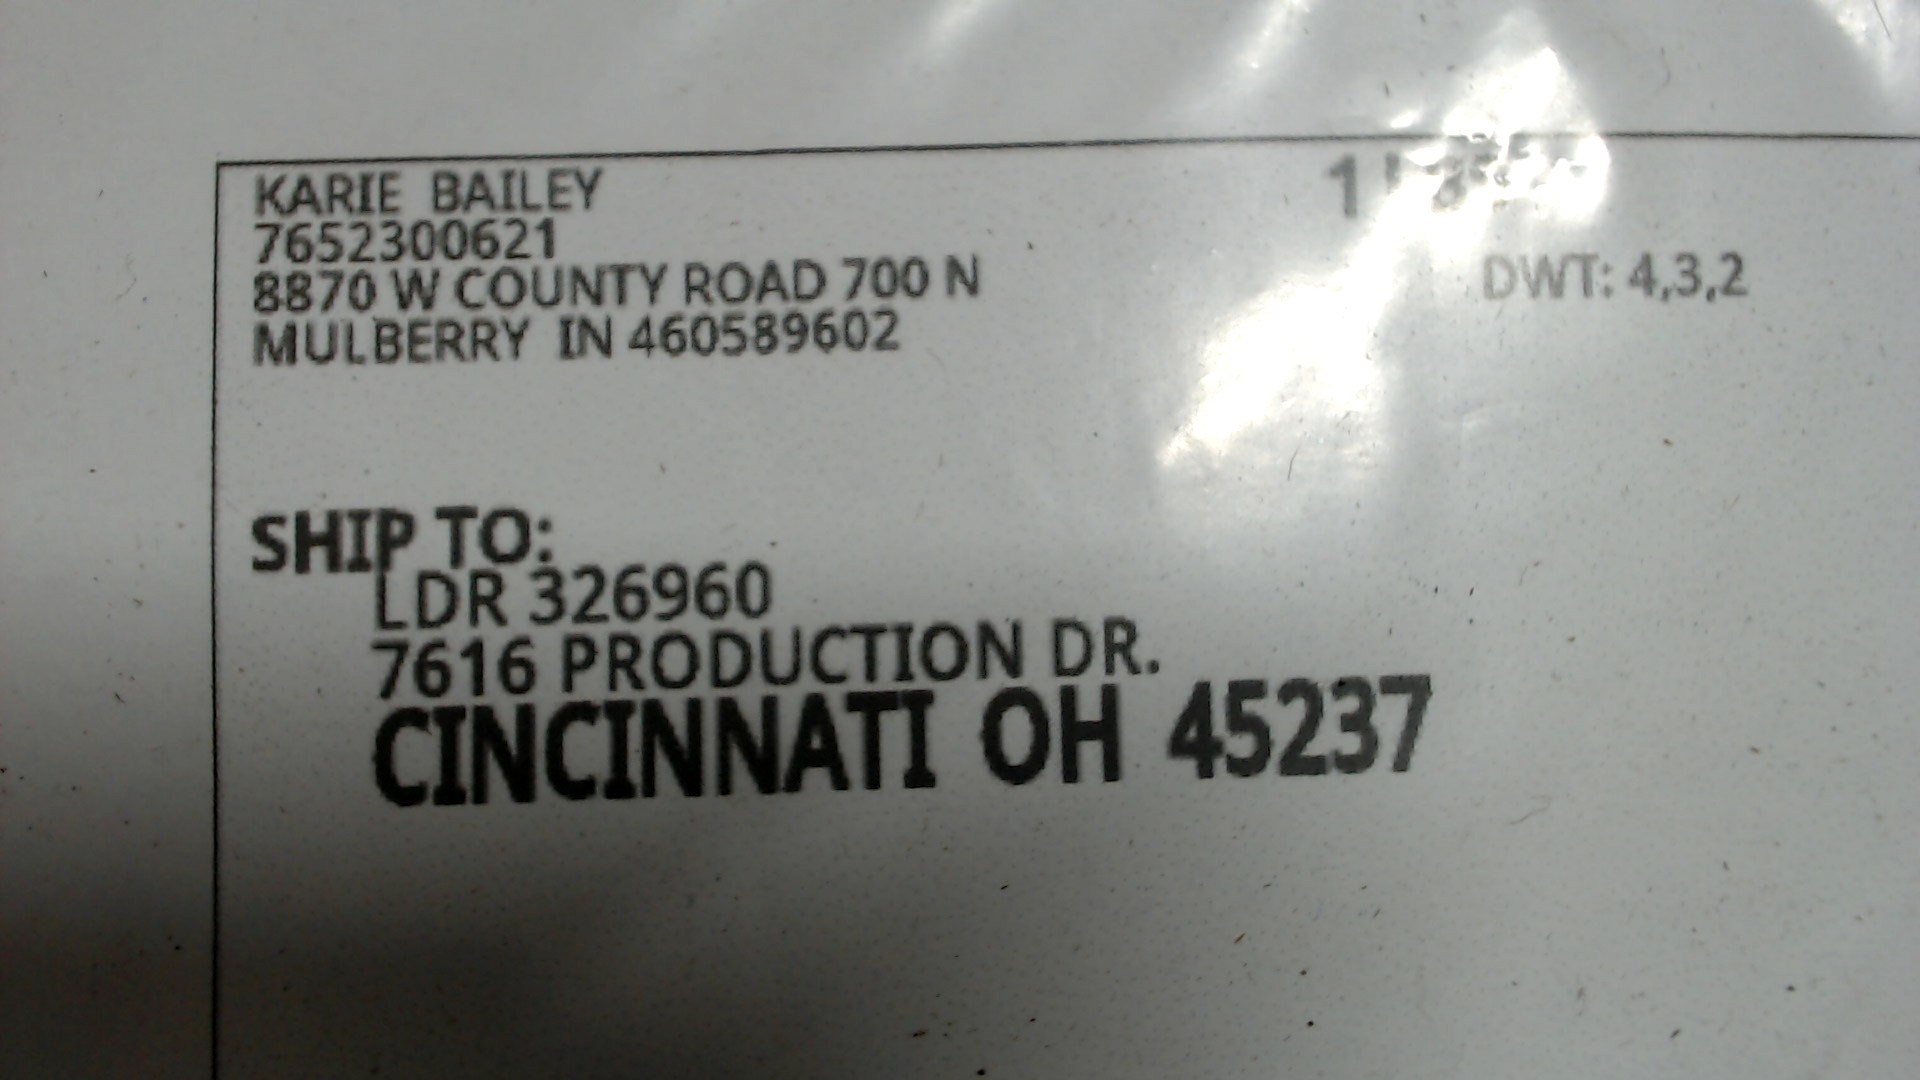 KARIE BAILEY
7652300621
8870 W COUNTY ROAD 700 N
MULBERRY IN 460589602
1
DWT: 4,3,2
SHIP TO:
LDR 326960
7616 PRODUCTION DR.
CINCINNATI OH 45237